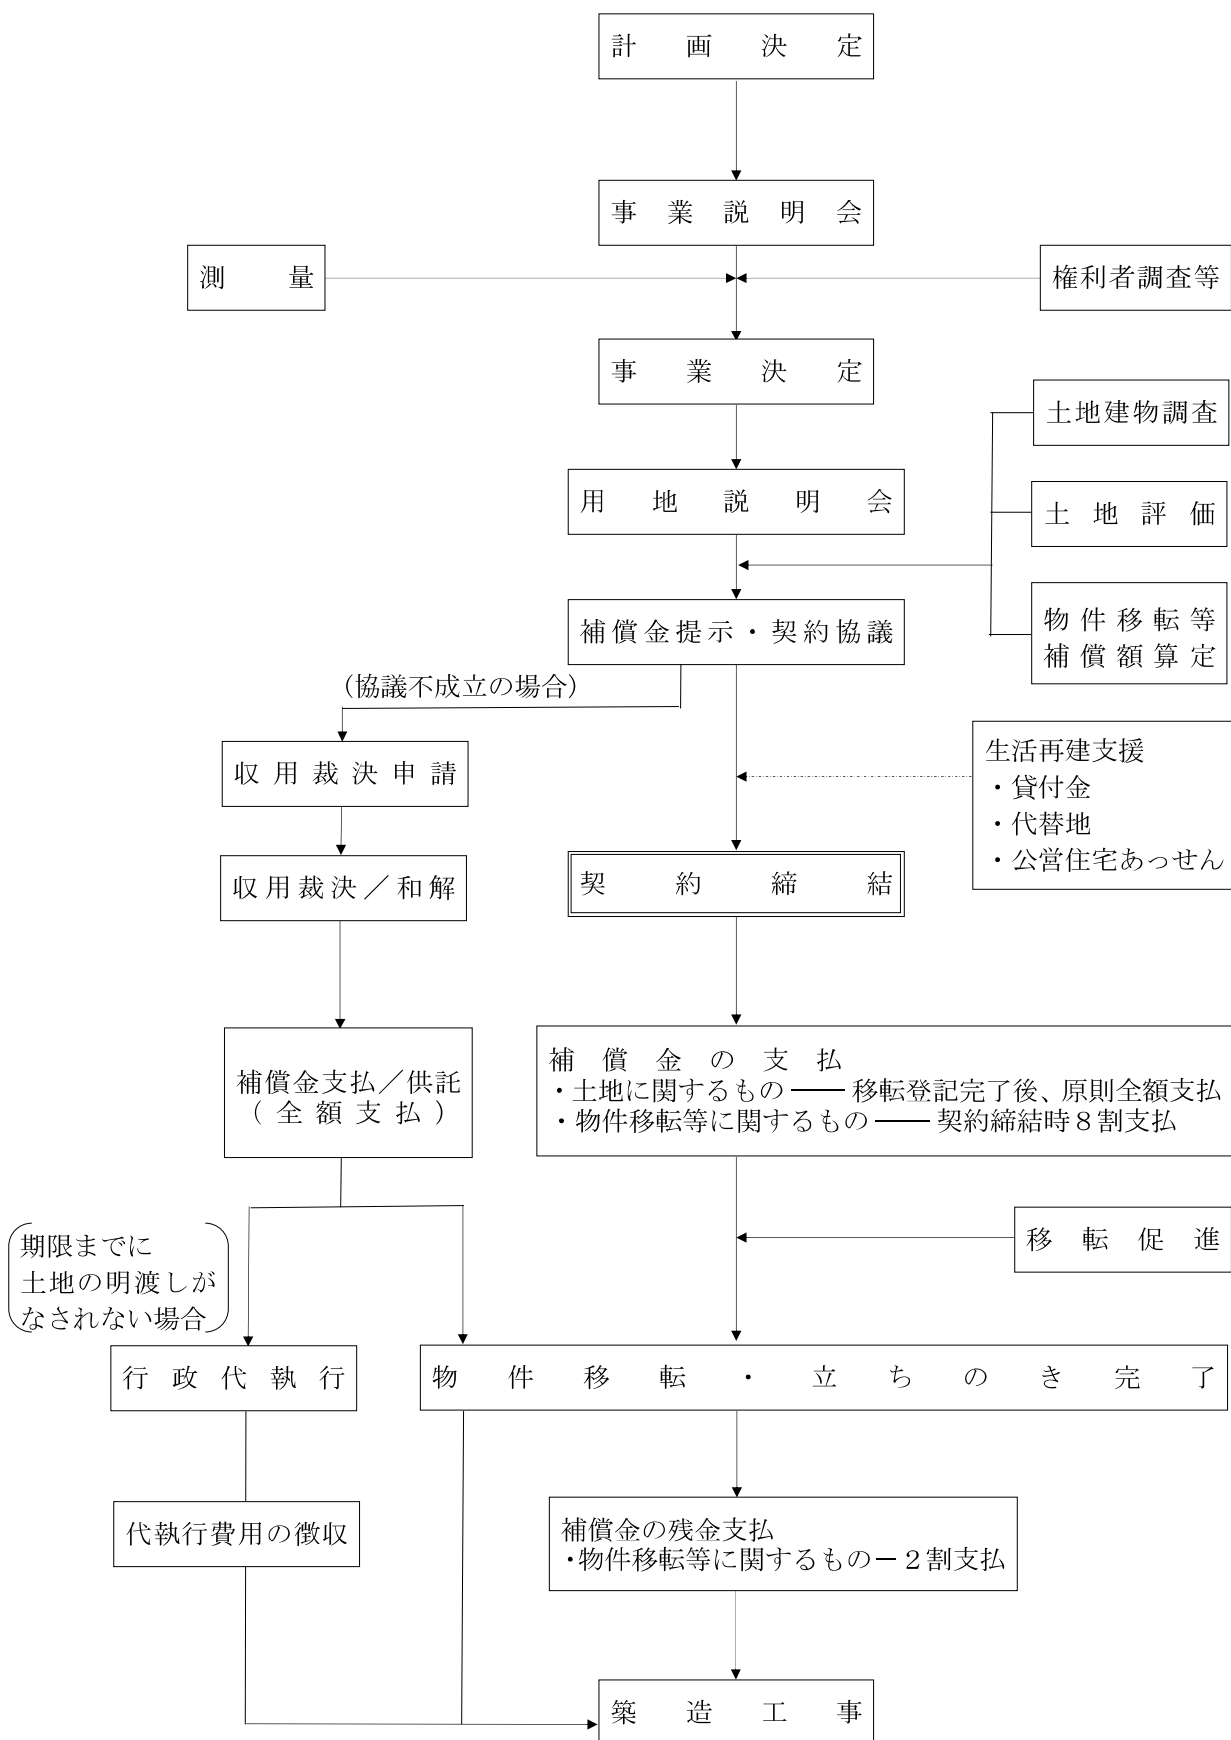 計画決定
事業説明会
測量
権利者調査等
事業決定
土地建物調査
用地説明会
土地評価
補償金提示・契約協議
物件移転等
補償額算定
(協議不成立の場合)
収用裁決申請
生活再建支援
・貸付金
・代替地
・公営住宅あっせん
収用裁決／和解
契約締結
補償金支払／供託
(全額支払)
補償金の支払
・土地に関するもの ―― 移転登記完了後、原則全額支払
・物件移転等に関するもの ―― 契約締結時８割支払
期限までに
土地の明渡しが
なされない場合
移転促進
行政代執行
物件移転・立ちのき完了
代執行費用の徴収
補償金の残金支払
・物件移転等に関するもの－２割支払
築造工事